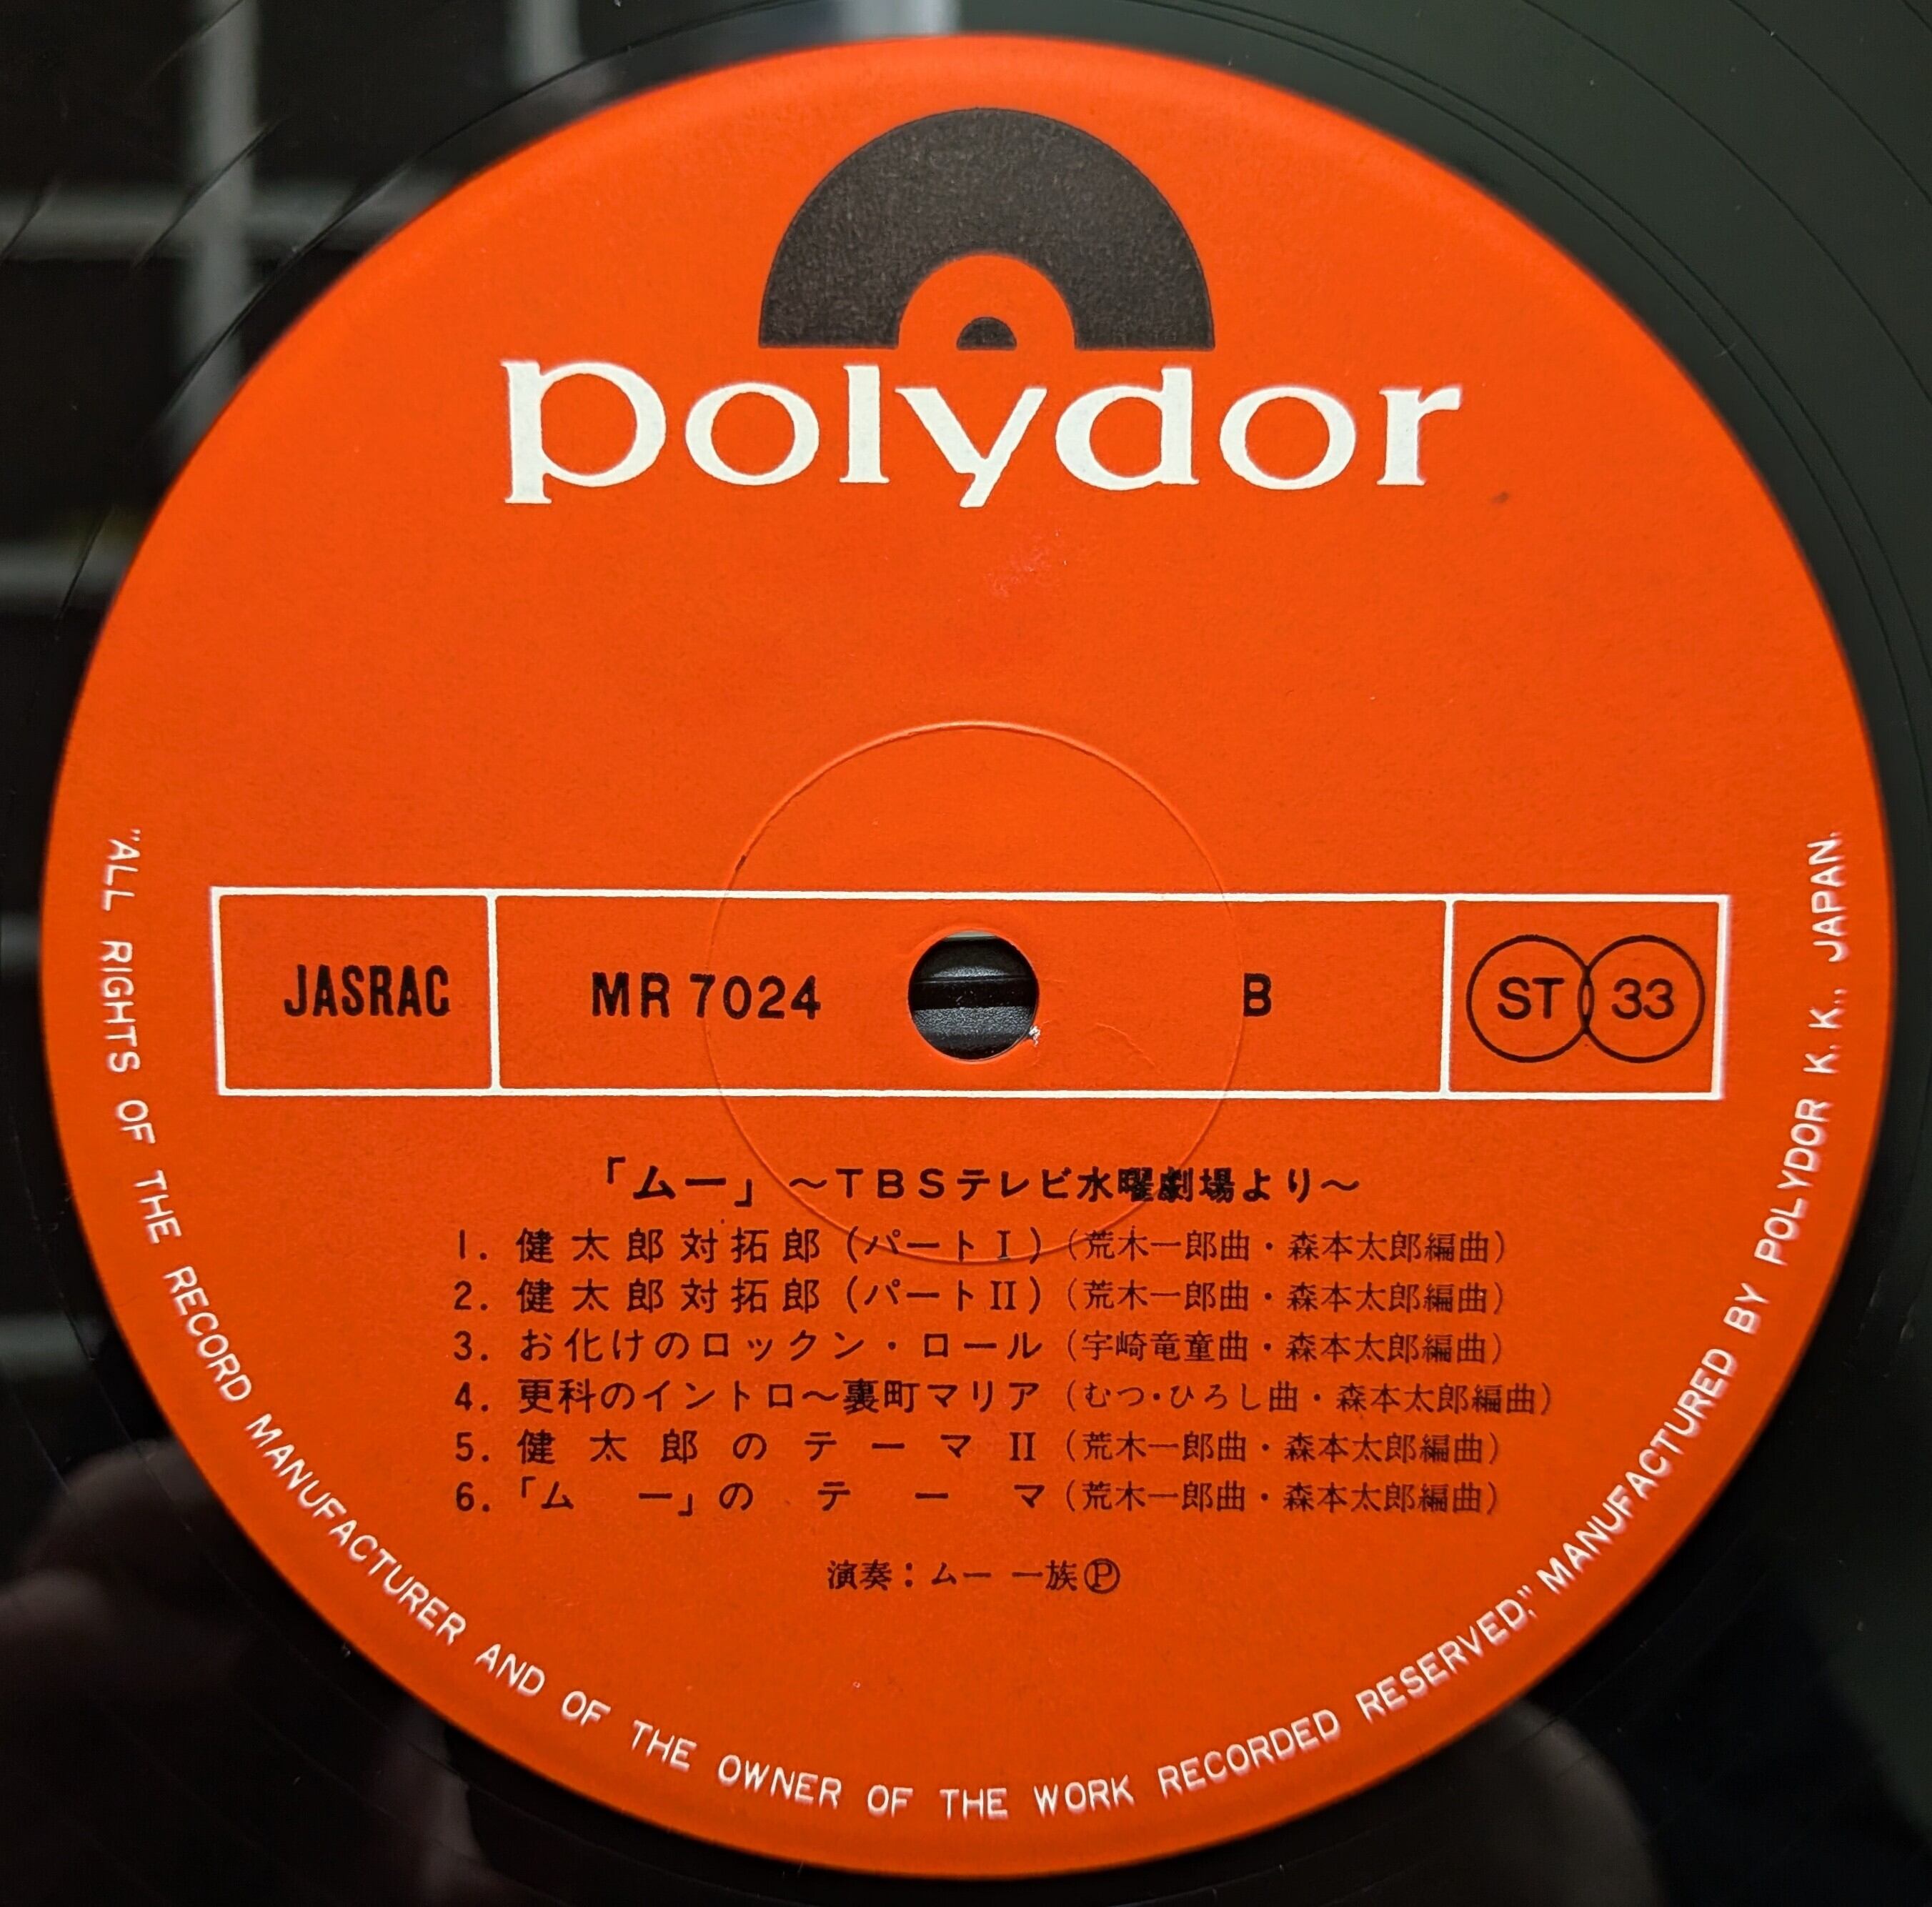 polydor
JASRAC MR 7024 B ST 33
「ムー」〜TBSテレビ水曜劇場より〜
1. 健太郎対拓郎(パートⅠ)(荒木一郎曲・森本太郎編曲)
2. 健太郎対拓郎(パートⅡ)(荒木一郎曲・森本太郎編曲)
3. お化けのロックン・ロール(宇崎竜童曲・森本太郎編曲)
4. 更科のイントロ〜裏町マリア(むつ・ひろし曲・森本太郎編曲)
5. 健太郎のテーマⅡ(荒木一郎曲・森本太郎編曲)
6.「ムー」のテーマ(荒木一郎曲・森本太郎編曲)
演奏:ムー一族Ⓟ
"ALL RIGHTS OF THE RECORD MANUFACTURER AND OF THE OWNER OF THE WORK RECORDED RESERVED," MANUFACTURED BY POLYDOR K. K., JAPAN.